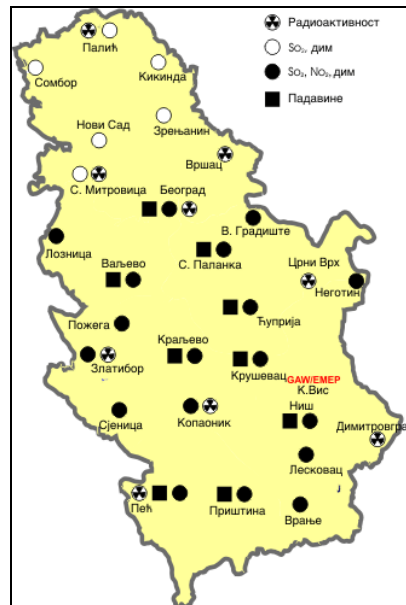 Радиоактивност
Палић
SO₂, дим
Кикинда
Сомбор
SO₂, NO₂, дим
Нови Сад
Зрењанин
Падавине
Вршац
С. Митровица
Београд
В. Градиште
Лозница
С. Паланка
Црни Врх
Ваљево
Неготин
Пожега
Ћуприја
Краљево
Златибор
Крушевац
GAW/EMEP
К.Вис
Ниш
Сјеница
Копаоник
Димитровгра
Лесковац
Пећ
Приштина
Врање